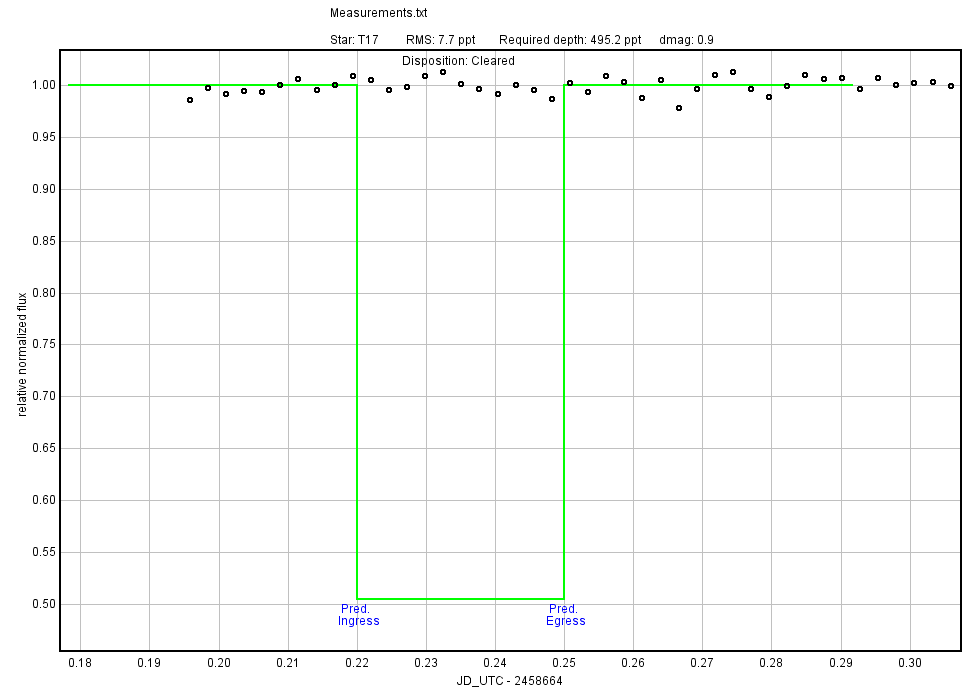 Measurements.txt
Star: T17 RMS: 7.7 ppt Required depth: 495.2 ppt dmag: 0.9
Disposition: Cleared
1.00
0.95
0.90
0.85
0.80
0.75
0.70
0.65
0.60
0.55
0.50
relative normalized flux
Pred. Ingress
Pred. Egress
0.18 0.19 0.20 0.21 0.22 0.23 0.24 0.25 0.26 0.27 0.28 0.29 0.30
JD_UTC - 2458664